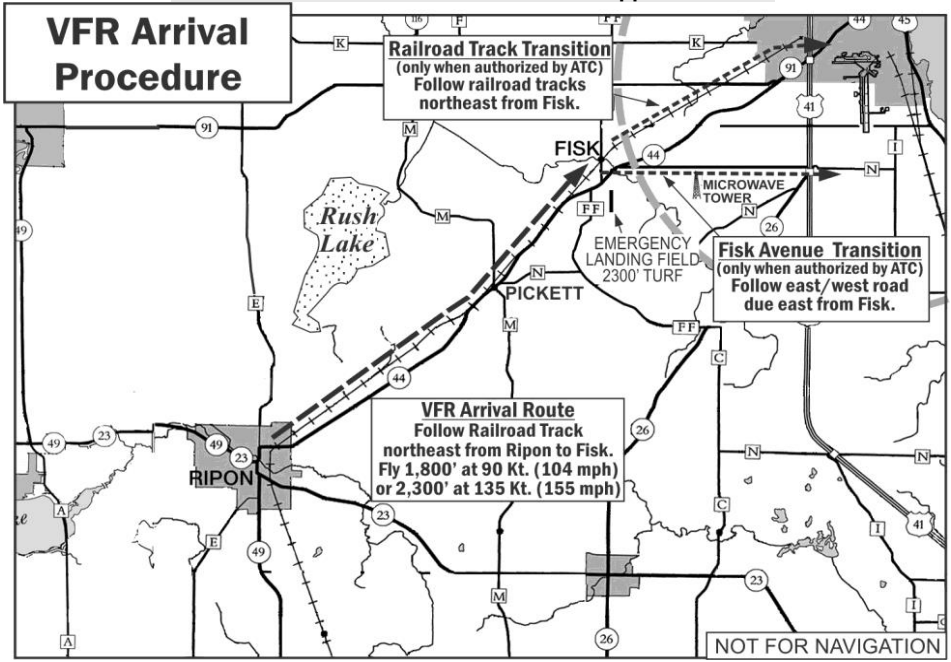 VFR Arrival
Procedure
116
F
FF
K
K
44
45
Railroad Track Transition
(only when authorized by ATC)
Follow railroad tracks
northeast from Fisk.
91
41
91
M
FISK
44
I
N
N
MICROWAVE
TOWER
FF
N
26
Rush
Lake
M
49
EMERGENCY
LANDING FIELD
2300' TURF
Fisk Avenue Transition
(only when authorized by ATC)
Follow east/west road
due east from Fisk.
N
PICKETT
E
M
FF
C
44
26
VFR Arrival Route
Follow Railroad Track
northeast from Ripon to Fisk.
Fly 1,800' at 90 Kt. (104 mph)
or 2,300' at 135 Kt. (155 mph)
49
23
49
23
RIPON
N
N
A
E
23
49
C
41
I
M
23
I
A
26
NOT FOR NAVIGATION